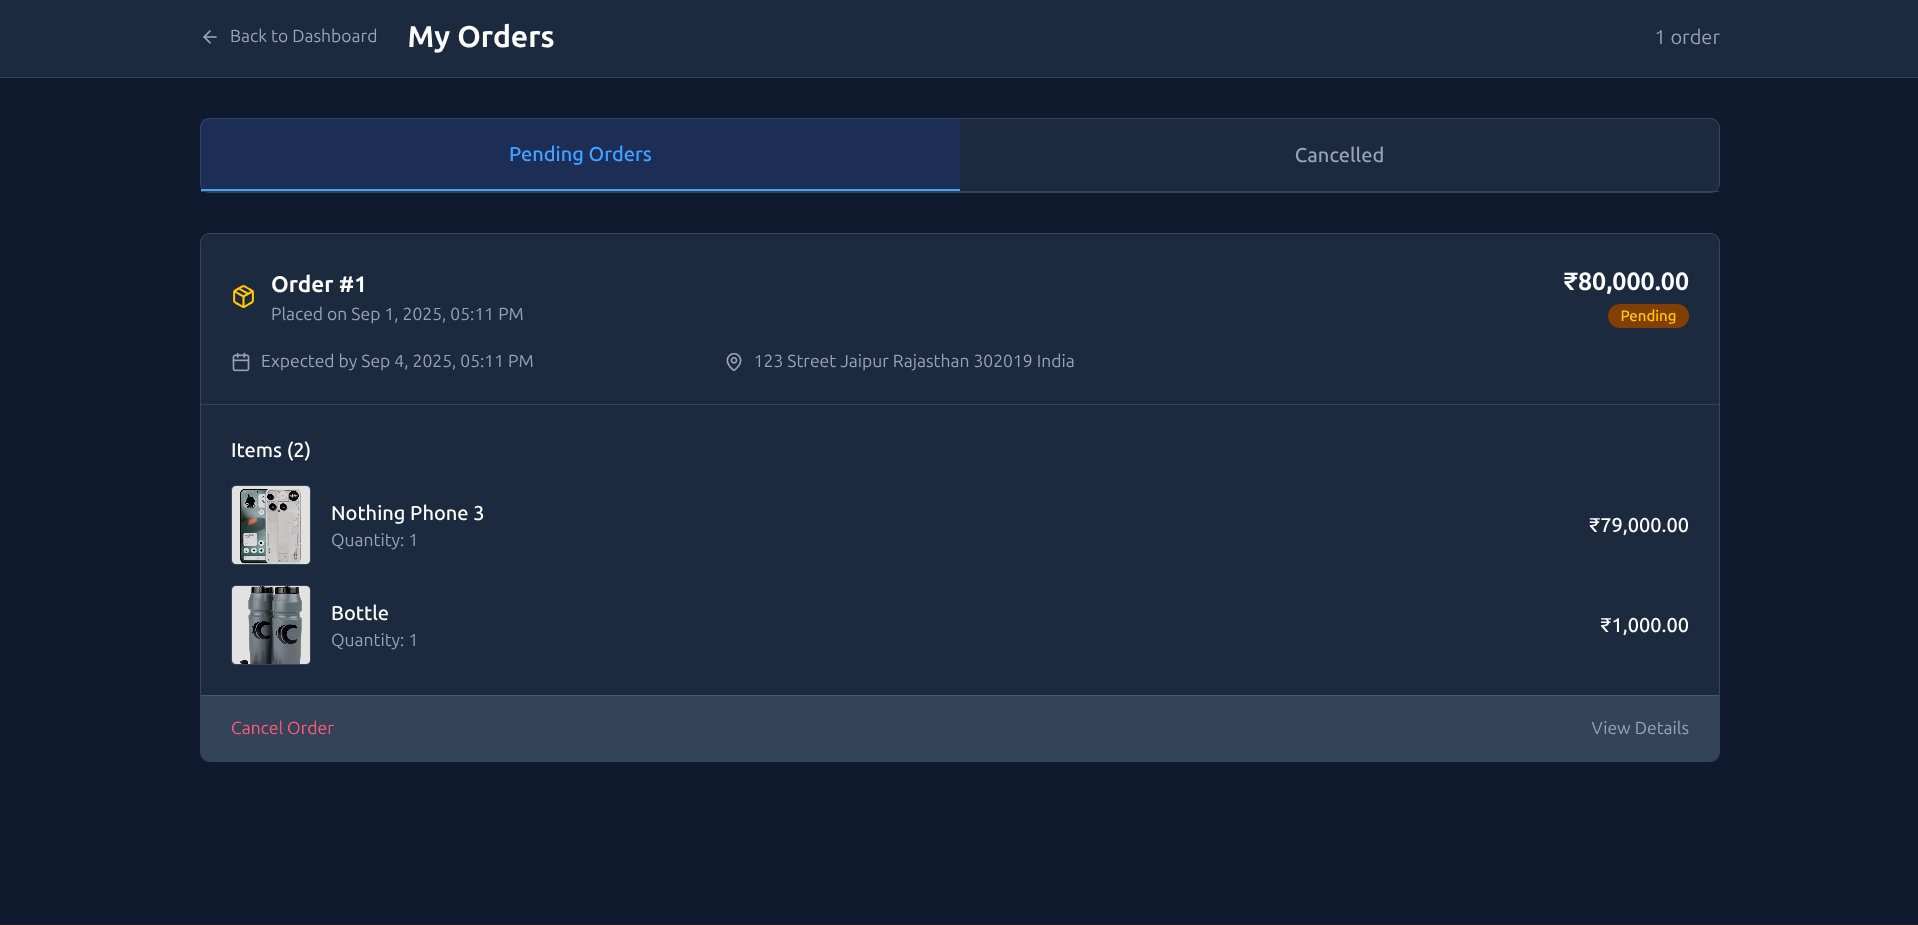 Back to Dashboard
My Orders
1 order
Pending Orders
Cancelled
Order #1
₹80,000.00
Placed on Sep 1, 2025, 05:11 PM
Pending
Expected by Sep 4, 2025, 05:11 PM
123 Street Jaipur Rajasthan 302019 India
Items (2)
Nothing Phone 3
Quantity: 1
₹79,000.00
Bottle
Quantity: 1
₹1,000.00
Cancel Order
View Details